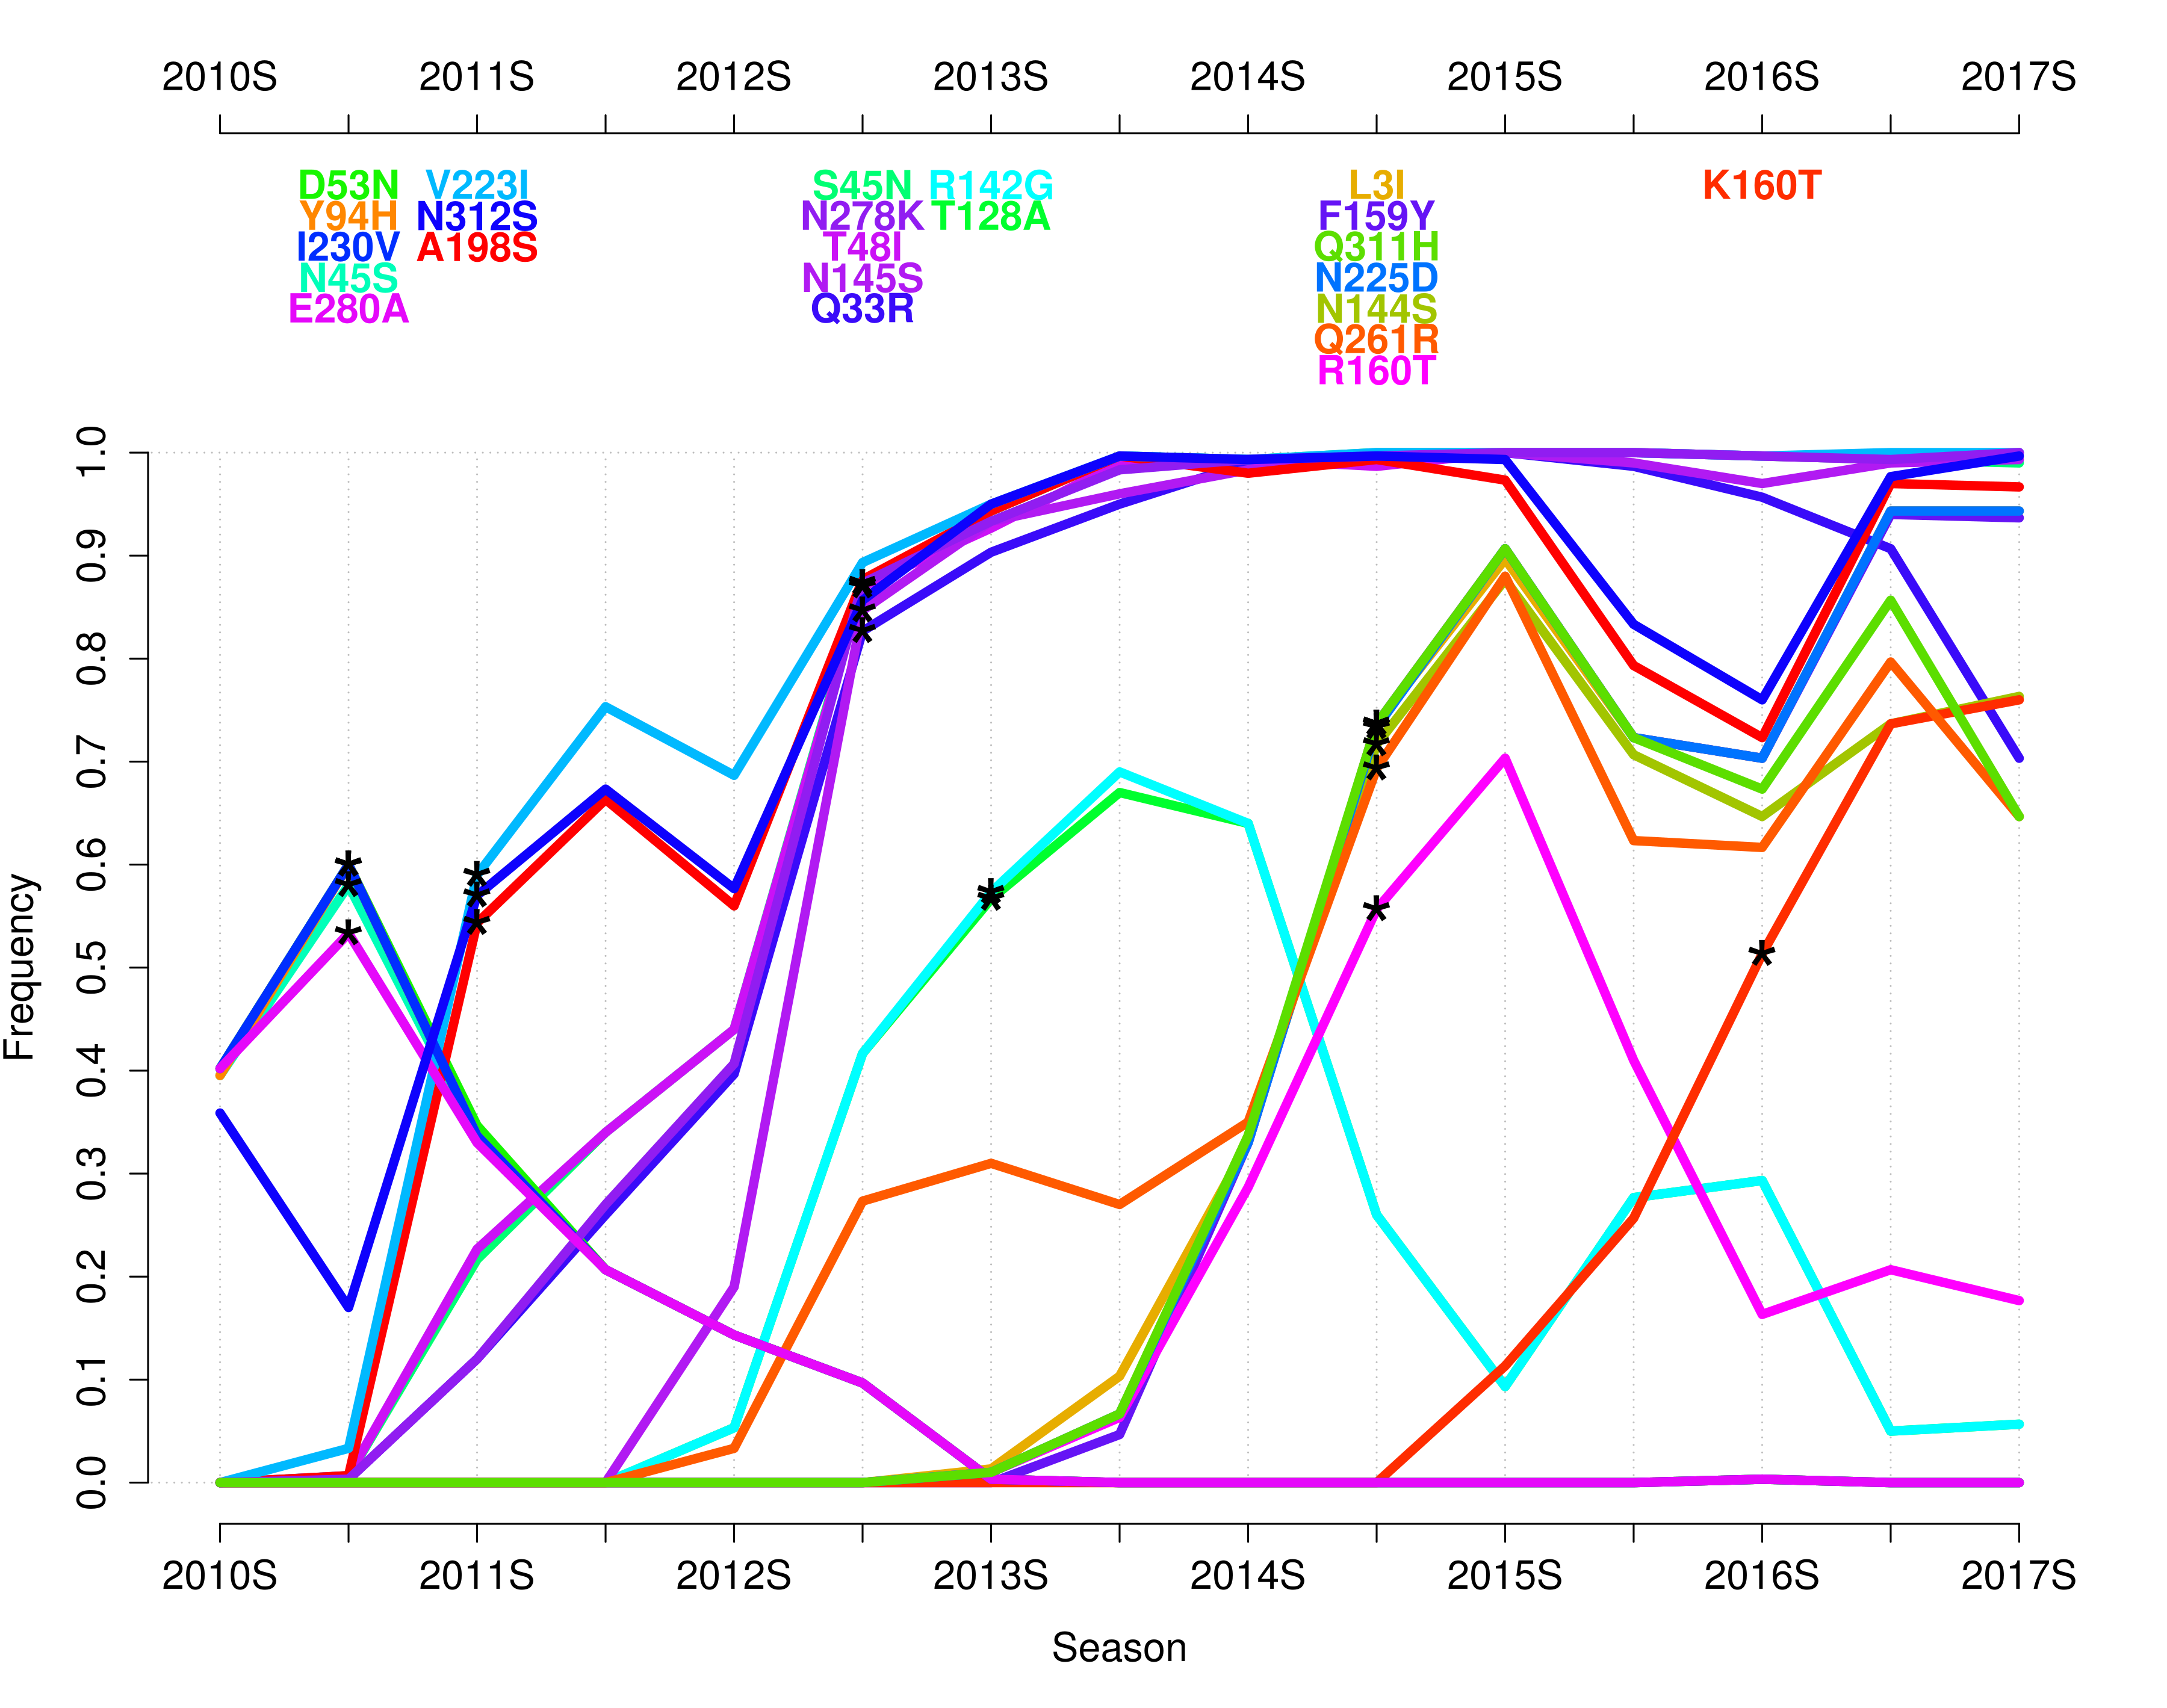 2010S 2011S 2012S 2013S 2014S 2015S 2016S 2017S
D53N V223I S45N R142G L3I K160T
Y94H N312S N278K T128A F159Y
I230V A198S T48I Q311H
N45S N145S N225D
E280A Q33R N144S
Q261R
R160T
1.0
0.9
0.8
0.7
0.6
0.5
0.4
0.3
0.2
0.1
0.0
Frequency
2010S 2011S 2012S 2013S 2014S 2015S 2016S 2017S
Season